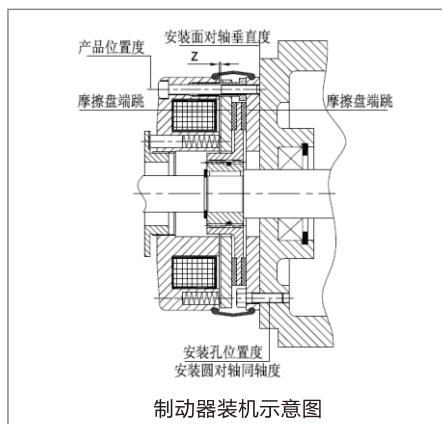 安装面对轴垂直度
产品位置度
Z
摩擦盘端跳
摩擦盘端跳
安装孔位置度
安装圆对轴同轴度
制动器装机示意图